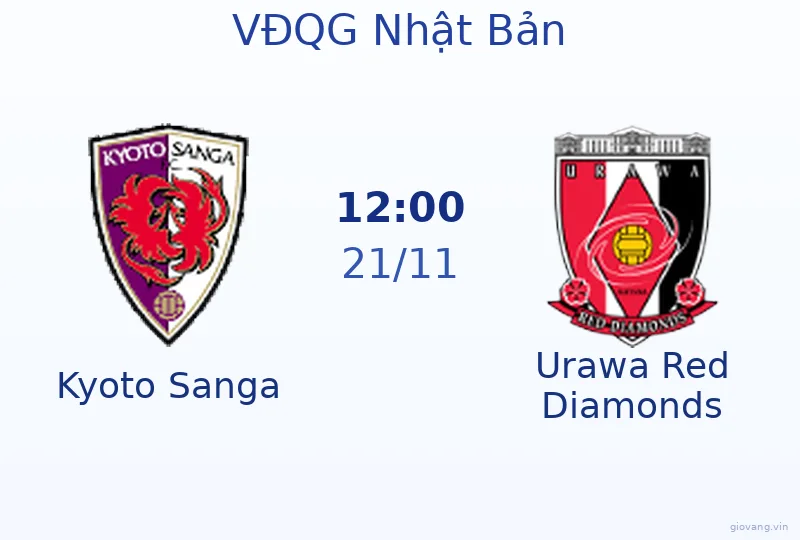 VĐQG Nhật Bản
KYOTO SANGA
F.C.
URAWA
RED DIAMONDS
12:00
21/11
Kyoto Sanga
Urawa Red
Diamonds
giovang.vin